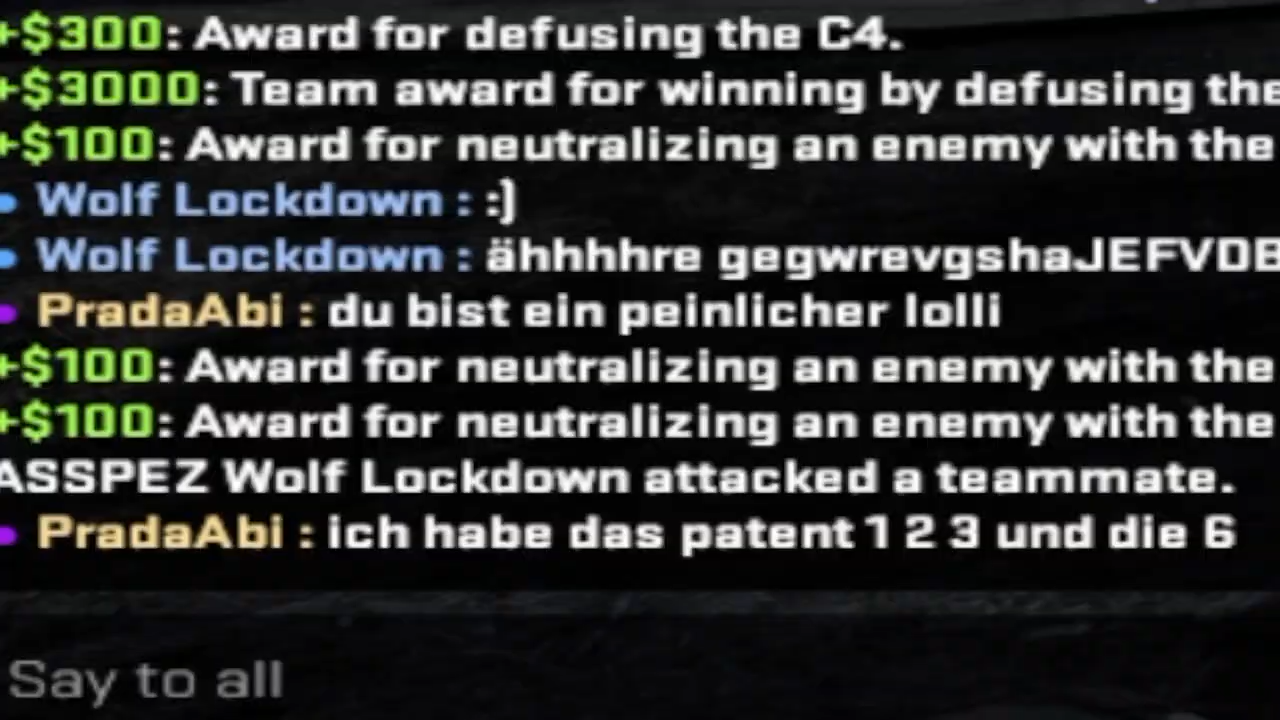 +$300: Award for defusing the C4.
+$3000: Team award for winning by defusing the
+$100: Award for neutralizing an enemy with the
Wolf Lockdown : :)
Wolf Lockdown : ähhhhre gegwrevgshaJEFVDB
PradaAbi : du bist ein peinlicher lolli
+$100: Award for neutralizing an enemy with the
+$100: Award for neutralizing an enemy with the
ASSPEZ Wolf Lockdown attacked a teammate.
PradaAbi : ich habe das patent 1 2 3 und die 6
Say to all